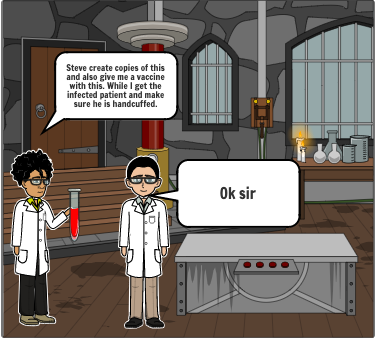 Steve create copies of this
and also give me a vaccine
with this. While I get the
infected patient and make
sure he is handcuffed.
Ok sir